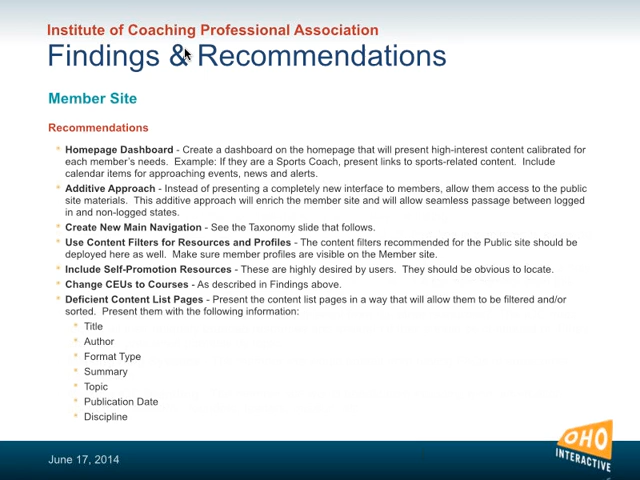 Institute of Coaching Professional Association
Findings & Recommendations
Member Site
Recommendations
* Homepage Dashboard - Create a dashboard on the homepage that will present high-interest content calibrated for
each member's needs.  Example: If they are a Sports Coach, present links to sports-related content.  Include
calendar items for approaching events, news and alerts.
* Additive Approach - Instead of presenting a completely new interface to members, allow them access to the public
site materials.  This additive approach will enrich the member site and will allow seamless passage between logged
in and non-logged states.
* Create New Main Navigation - See the Taxonomy slide that follows.
* Use Content Filters for Resources and Profiles - The content filters recommended for the Public site should be
deployed here as well.  Make sure member profiles are visible on the Member site.
* Include Self-Promotion Resources - These are highly desired by users.  They should be obvious to locate.
* Change CEUs to Courses - As described in Findings above.
* Deficient Content List Pages - Present the content list pages in a way that will allow them to be filtered and/or
sorted.  Present them with the following information:
* Title
* Author
* Format Type
* Summary
* Topic
* Publication Date
* Discipline
June 17, 2014
OHO
INTERACTIVE